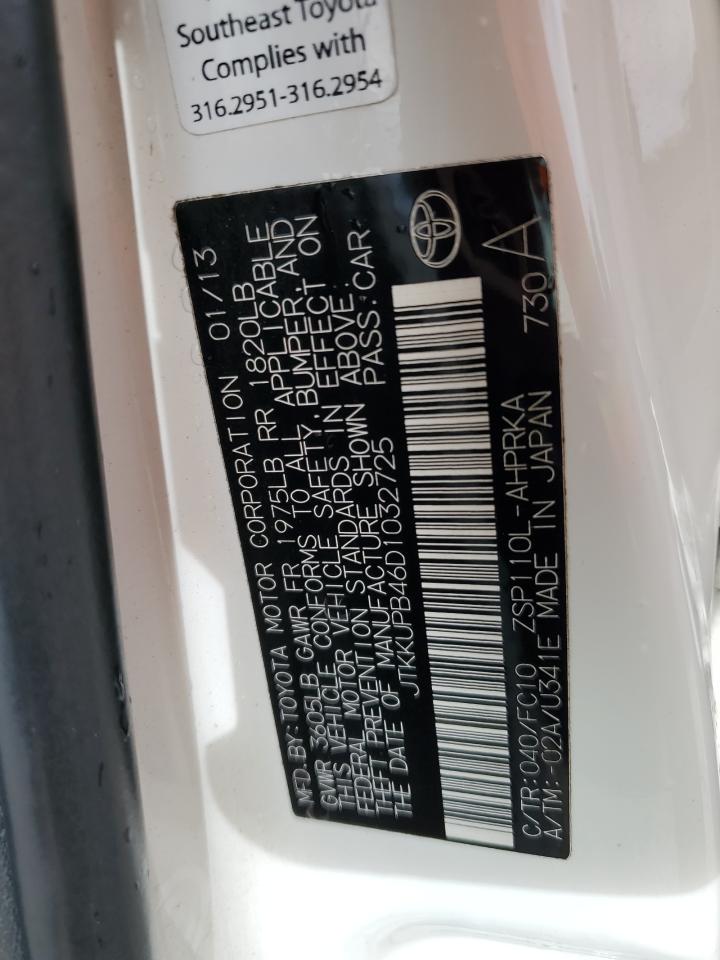 Southeast Toyota
Complies with
316.2951-316.2954
MFD.BY:TOYOTA MOTOR CORPORATION 01/13
GVWR 3605LB GAWR FR 1975LB RR 1820LB
THIS VEHICLE CONFORMS TO ALL APPLICABLE
FEDERAL MOTOR VEHICLE SAFETY, BUMPER, AND
THEFT PREVENTION STANDARDS IN EFFECT ON
THE DATE OF MANUFACTURE SHOWN ABOVE.
JTKKUPB46D1032725 PASS.CAR
C/TR:040/FC10 ZSP110L-AHPRKA 730 A
A/TM:-02A/U341E MADE IN JAPAN